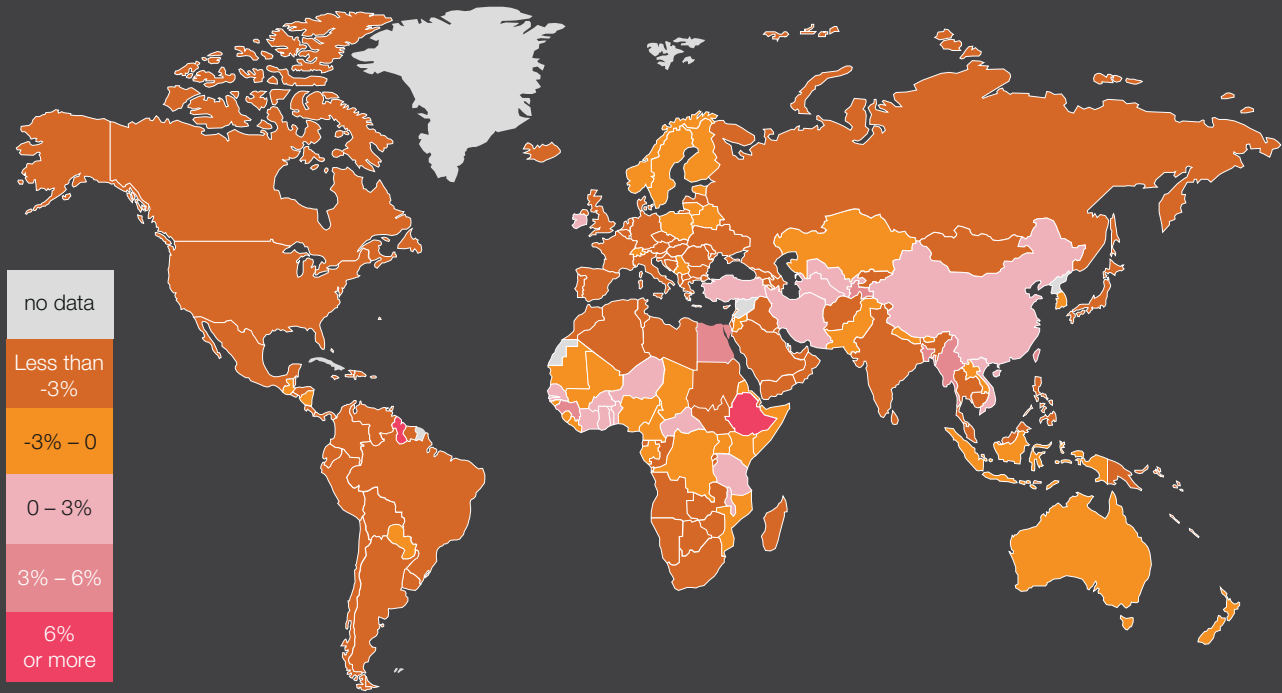 no data
Less than
-3%
-3% – 0
0 – 3%
3% – 6%
6%
or more